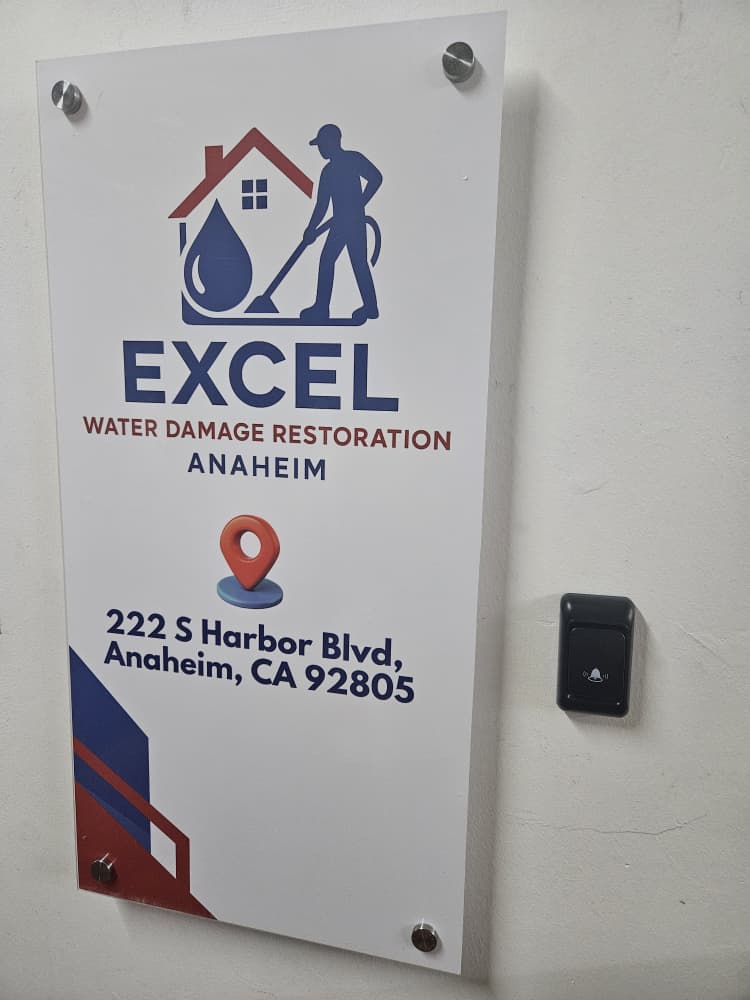 EXCEL
WATER DAMAGE RESTORATION
ANAHEIM
222 S Harbor Blvd,
Anaheim, CA 92805